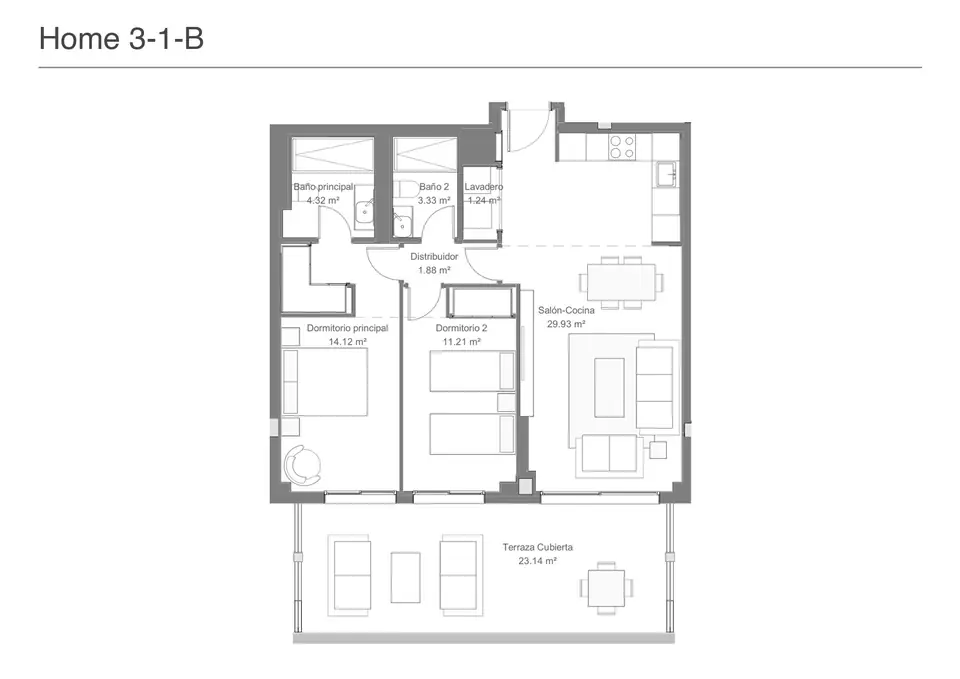 Home 3-1-B
Baño principal
4.32 m²
Baño 2
3.33 m²
Lavadero
1.24 m²
Distribuidor
1.88 m²
Salón-Cocina
29.93 m²
Dormitorio principal
14.12 m²
Dormitorio 2
11.21 m²
Terraza Cubierta
23.14 m²